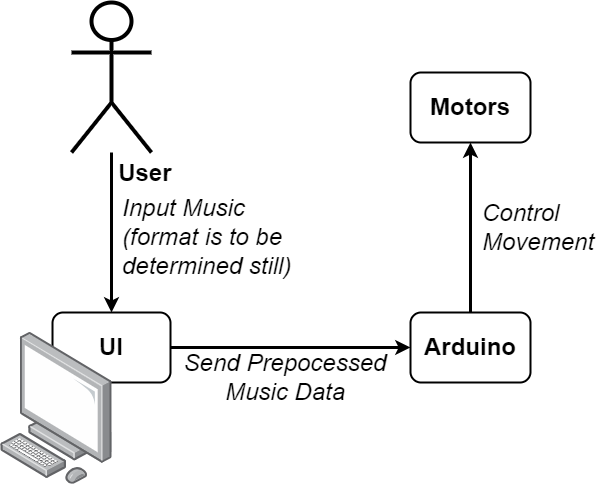 Motors
User
Input Music
(format is to be
determined still)
Control
Movement
UI
Arduino
Send Prepocessed
Music Data